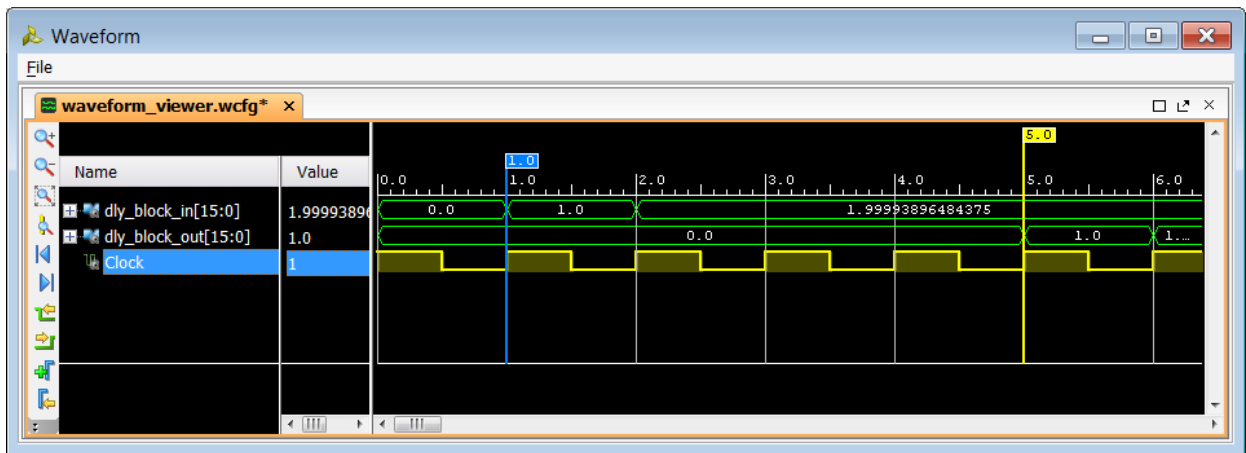 Waveform
File
waveform_viewer.wcfg* ×
5.0
1.0
Name Value
0.0 1.0 2.0 3.0 4.0 5.0 6.0
dly_block_in[15:0] 1.99993896 0.0 1.0 1.99993896484375
dly_block_out[15:0] 1.0 0.0 1.0 1...
Clock 1